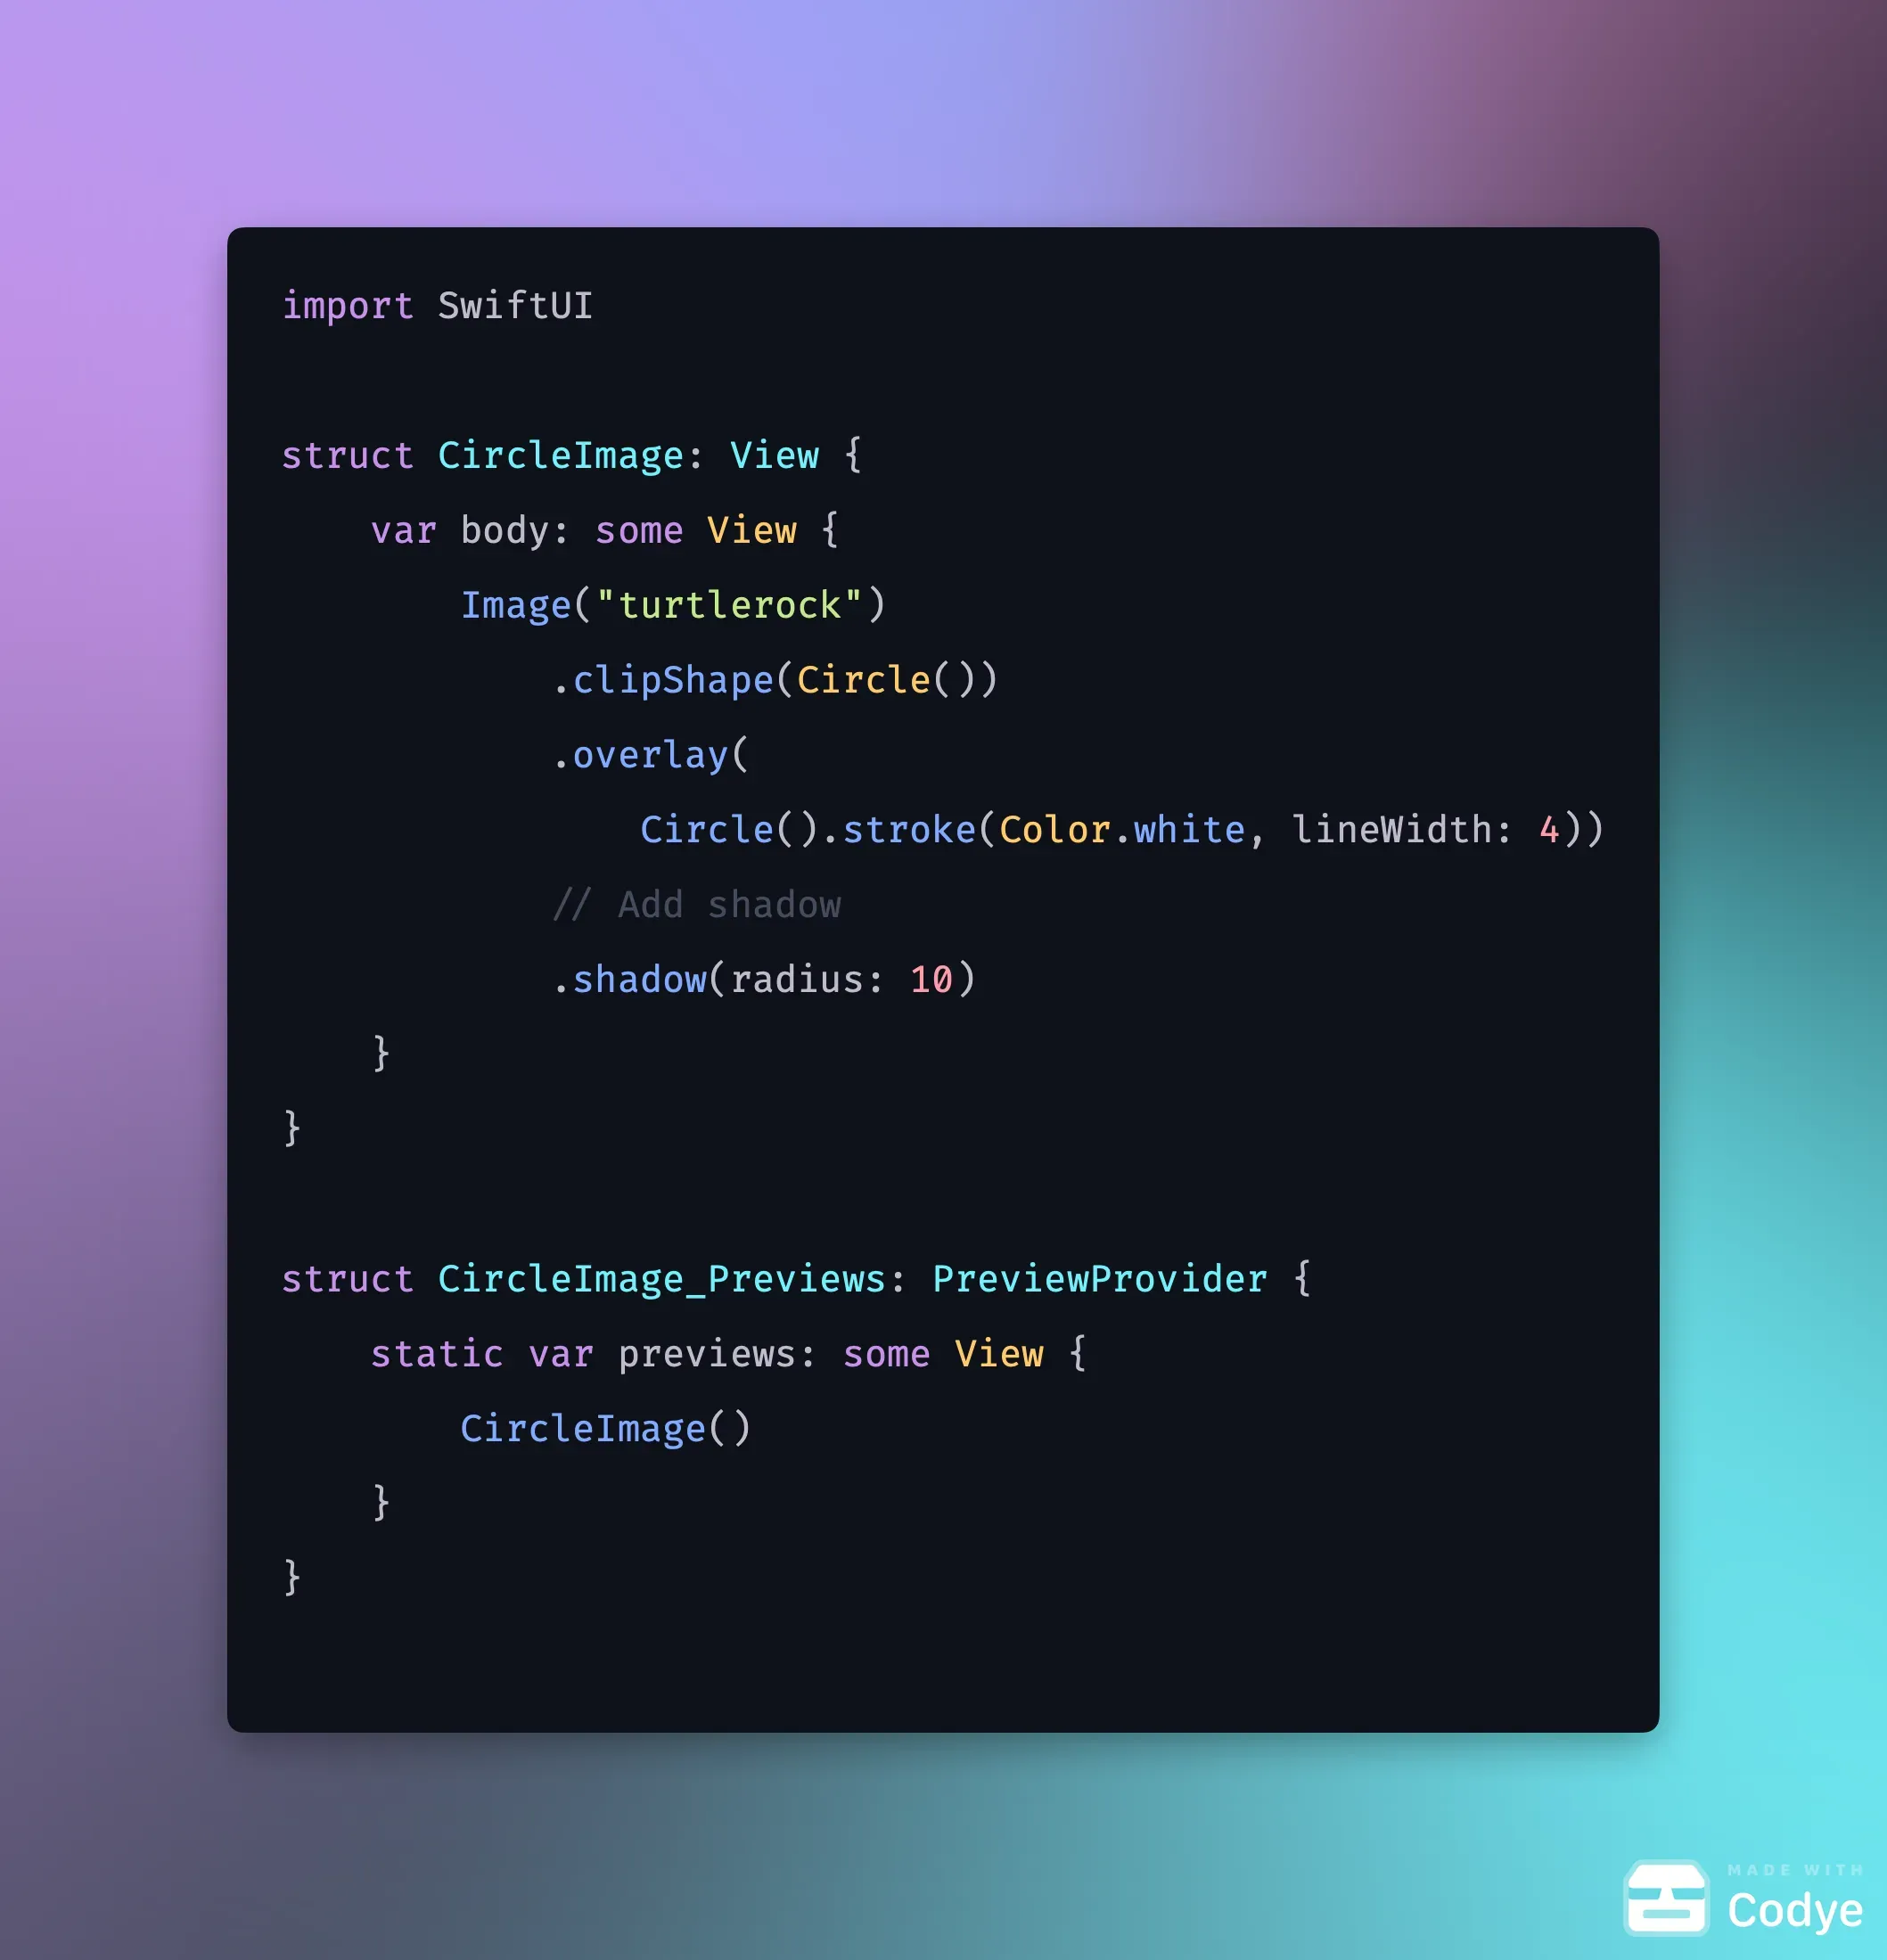 import SwiftUI
struct CircleImage: View {
    var body: some View {
        Image("turtlerock")
            .clipShape(Circle())
            .overlay(
                Circle().stroke(Color.white, lineWidth: 4))
            // Add shadow
            .shadow(radius: 10)
    }
}
struct CircleImage_Previews: PreviewProvider {
    static var previews: some View {
        CircleImage()
    }
}
MADE WITH
Codye